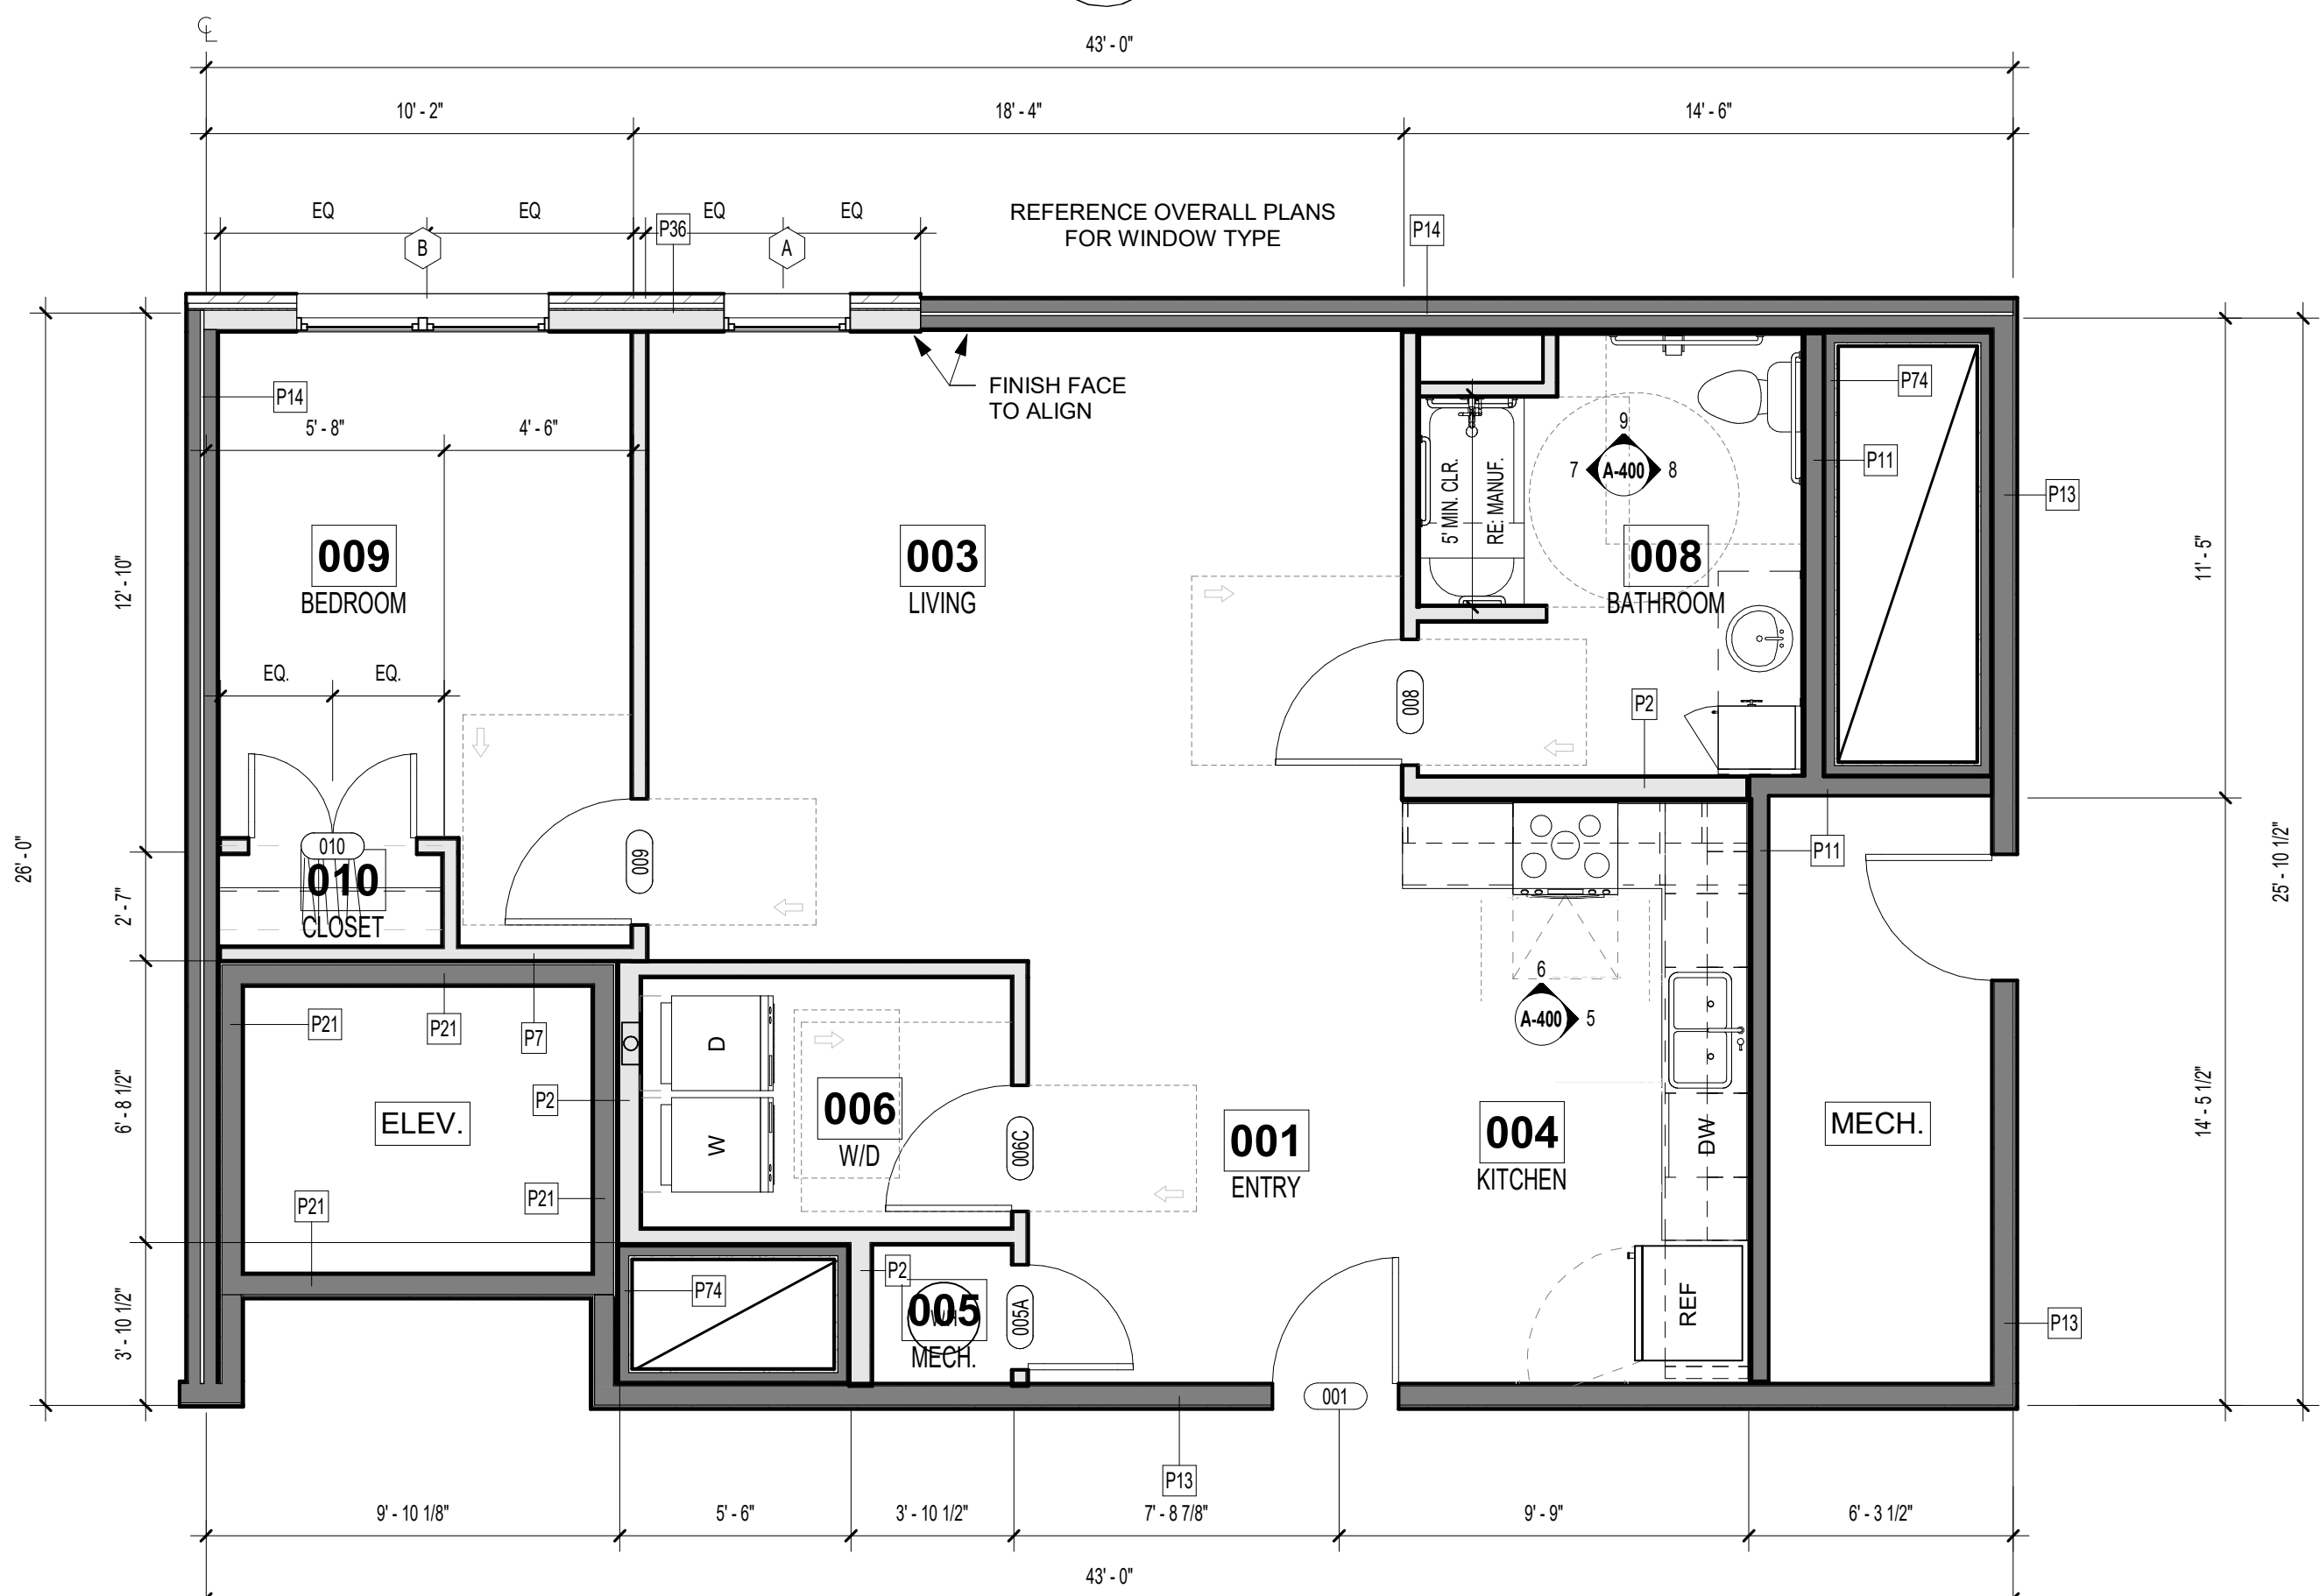 ℄
43' - 0"
10' - 2"
18' - 4"
14' - 6"
EQ
EQ
EQ
EQ
P36
B
A
REFERENCE OVERALL PLANS
FOR WINDOW TYPE
P14
FINISH FACE
TO ALIGN
P14
5' - 8"
4' - 6"
P74
P11
P13
9
7
A-400
8
5' MIN. CLR.
RE: MANUF.
009
BEDROOM
003
LIVING
008
BATHROOM
12' - 10"
11' - 5"
EQ.
EQ.
008
P2
26' - 0"
2' - 7"
010
010
CLOSET
009
P11
25' - 10 1/2"
6
A-400
5
P21
P21
P7
P2
D
W
6' - 8 1/2"
ELEV.
006
W/D
006C
001
ENTRY
004
KITCHEN
DW
MECH.
14' - 5 1/2"
P21
P21
3' - 10 1/2"
P74
P2
WH
005
MECH.
005A
REF
P13
001
P13
9' - 10 1/8"
5' - 6"
3' - 10 1/2"
7' - 8 7/8"
9' - 9"
6' - 3 1/2"
43' - 0"